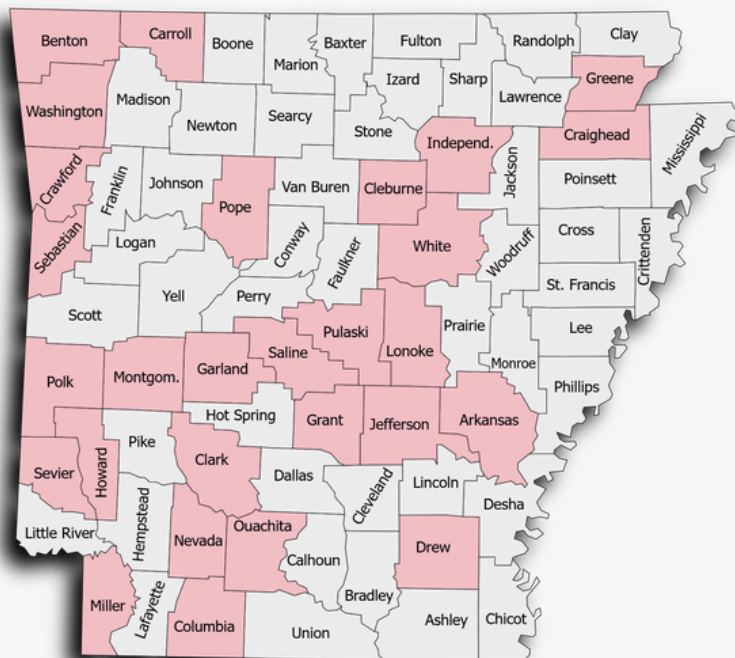 Benton
Carroll
Boone
Marion
Baxter
Fulton
Randolph
Clay
Washington
Madison
Newton
Searcy
Stone
Izard
Sharp
Lawrence
Greene
Craighead
Mississippi
Crawford
Franklin
Johnson
Pope
Van Buren
Cleburne
Independ.
Jackson
Poinsett
Sebastian
Logan
Conway
Faulkner
White
Woodruff
Cross
Crittenden
Scott
Yell
Perry
Pulaski
Lonoke
Prairie
Monroe
St. Francis
Lee
Phillips
Polk
Montgom.
Garland
Saline
Hot Spring
Grant
Jefferson
Arkansas
Sevier
Howard
Pike
Clark
Dallas
Cleveland
Lincoln
Desha
Little River
Hempstead
Nevada
Ouachita
Calhoun
Bradley
Drew
Miller
Lafayette
Columbia
Union
Ashley
Chicot